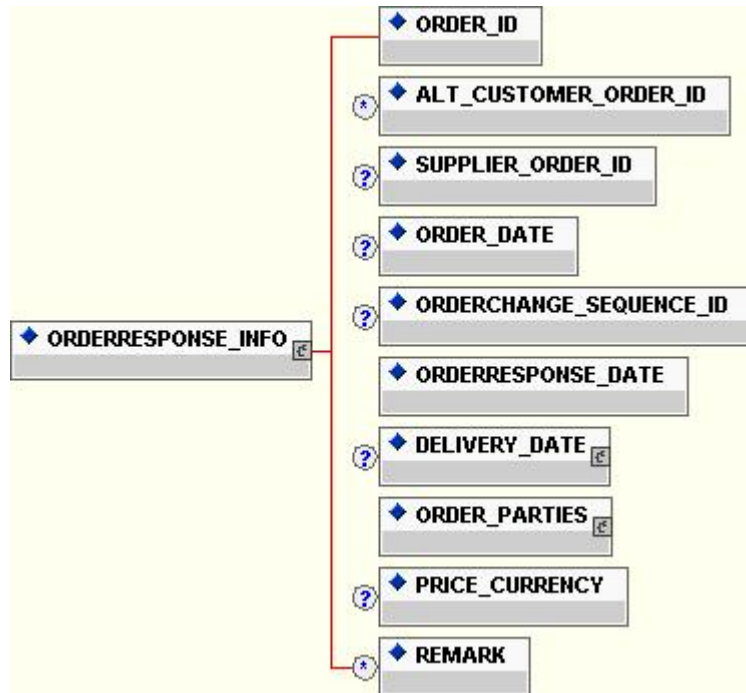 ORDER_ID
* ALT_CUSTOMER_ORDER_ID
? SUPPLIER_ORDER_ID
? ORDER_DATE
? ORDERCHANGE_SEQUENCE_ID
ORDERRESPONSE_INFO
ORDERRESPONSE_DATE
? DELIVERY_DATE
ORDER_PARTIES
? PRICE_CURRENCY
* REMARK